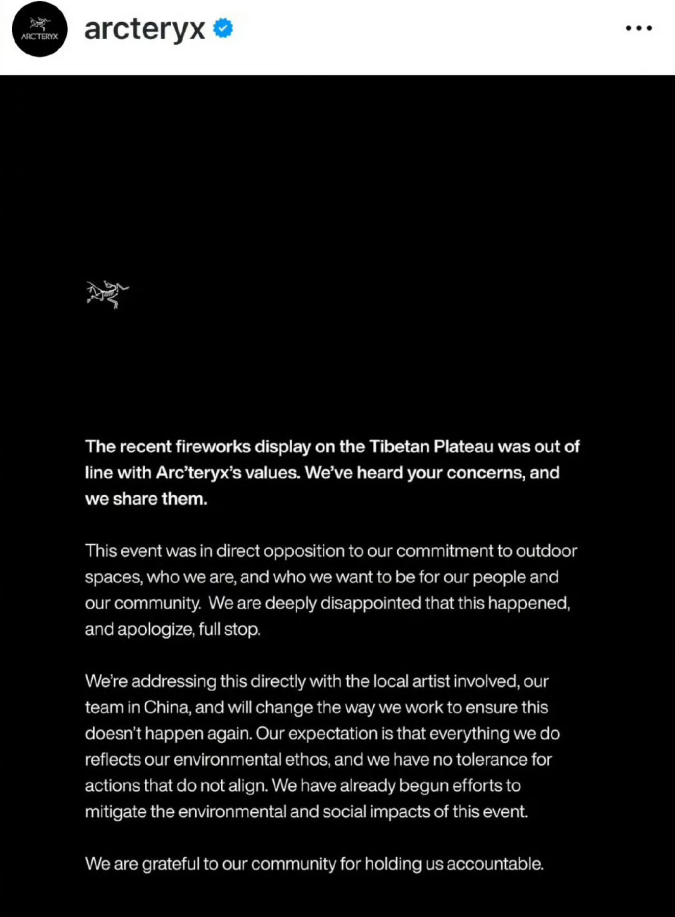 ARC'TERYX
arcteryx
The recent fireworks display on the Tibetan Plateau was out of
line with Arc'teryx's values. We've heard your concerns, and
we share them.
This event was in direct opposition to our commitment to outdoor
spaces, who we are, and who we want to be for our people and
our community. We are deeply disappointed that this happened,
and apologize, full stop.
We're addressing this directly with the local artist involved, our
team in China, and will change the way we work to ensure this
doesn't happen again. Our expectation is that everything we do
reflects our environmental ethos, and we have no tolerance for
actions that do not align. We have already begun efforts to
mitigate the environmental and social impacts of this event.
We are grateful to our community for holding us accountable.